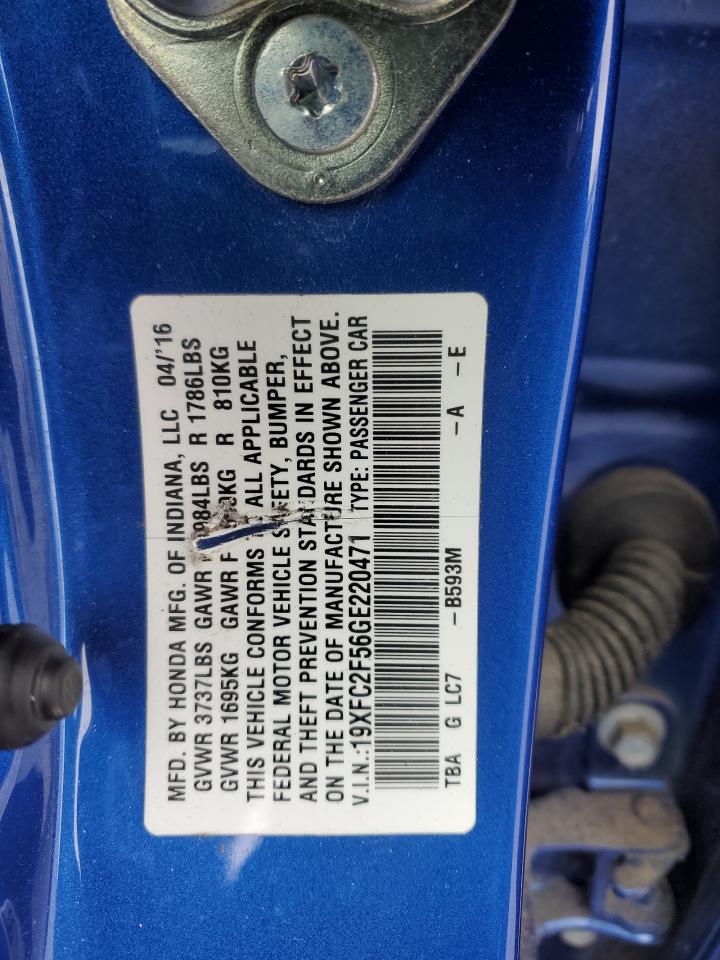 MFD. BY HONDA MFG. OF INDIANA, LLC 04/'16
GVWR 3737LBS GAWR 984LBS R 1786LBS
GVWR 1695KG GAWR F KG R 810KG
THIS VEHICLE CONFORMS ALL APPLICABLE
FEDERAL MOTOR VEHICLE SAFETY, BUMPER,
AND THEFT PREVENTION STANDARDS IN EFFECT
ON THE DATE OF MANUFACTURE SHOWN ABOVE.
V.I.N.:19XFC2F56GE220471 TYPE: PASSENGER CAR
TBA G LC7 -B593M -A -E